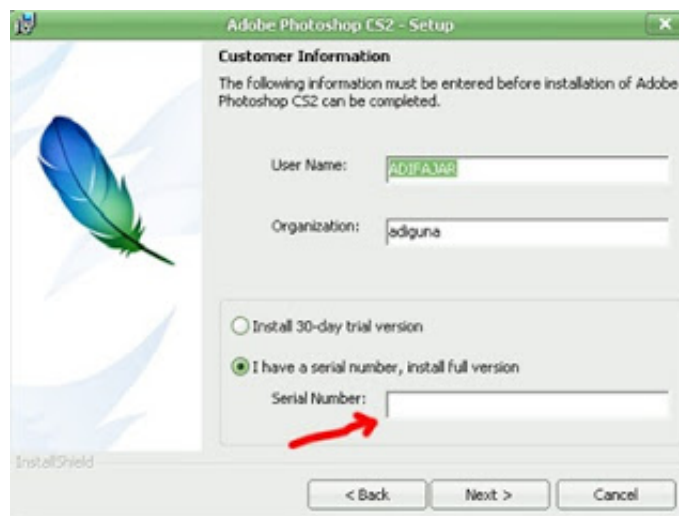 Adobe Photoshop CS2 - Setup
Customer Information
The following information must be entered before installation of Adobe
Photoshop CS2 can be completed.
User Name: ADIFAJAR
Organization: adiguna
Install 30-day trial version
I have a serial number, install full version
Serial Number:
InstallShield
< Back Next > Cancel